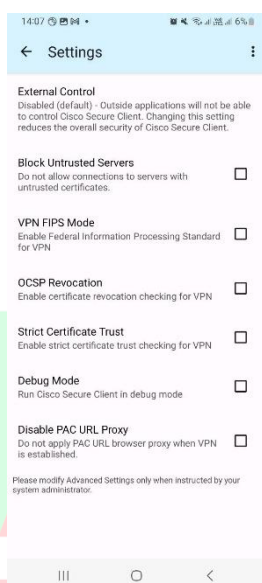 14:07
6%
Settings
External Control
Disabled (default) - Outside applications will not be able
to control Cisco Secure Client. Changing this setting
reduces the overall security of Cisco Secure Client.
Block Untrusted Servers
Do not allow connections to servers with
untrusted certificates.
VPN FIPS Mode
Enable Federal Information Processing Standard
for VPN
OCSP Revocation
Enable certificate revocation checking for VPN
Strict Certificate Trust
Enable strict certificate trust checking for VPN
Debug Mode
Run Cisco Secure Client in debug mode
Disable PAC URL Proxy
Do not apply PAC URL browser proxy when VPN
is established.
Please modify Advanced Settings only when instructed by your
system administrator.